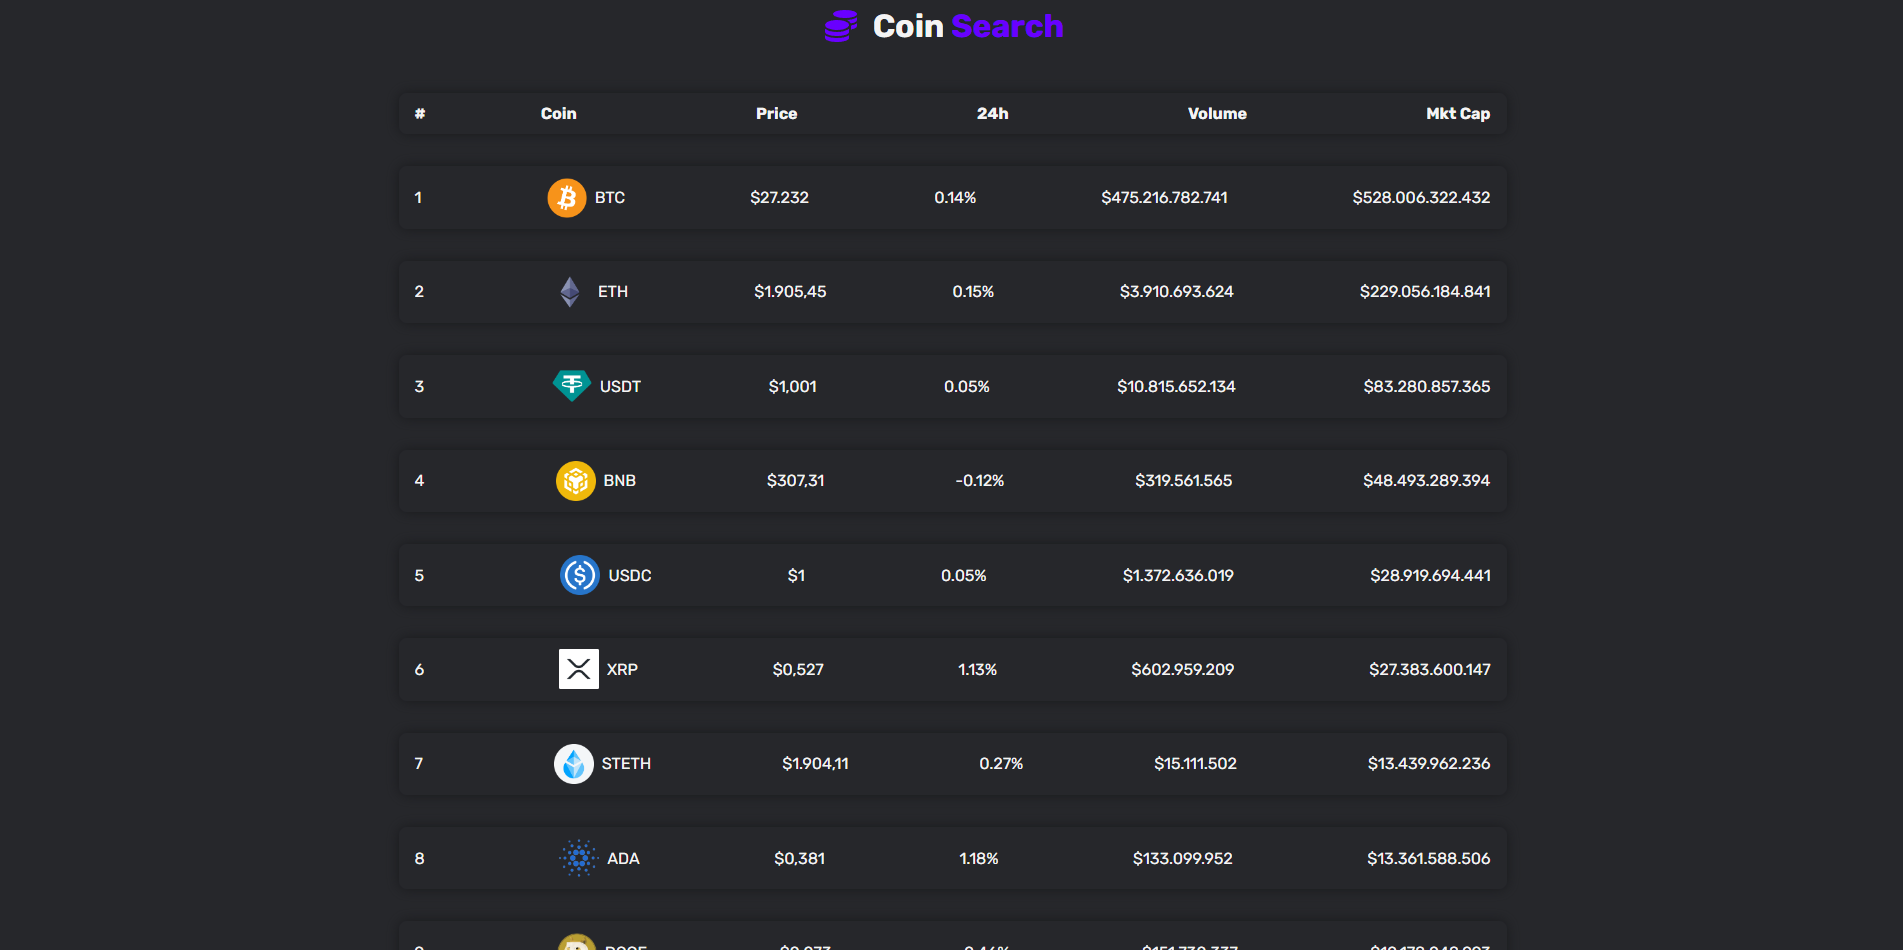 Coin Search
# Coin Price 24h Volume Mkt Cap
1 BTC $27.232 0.14% $475.216.782.741 $528.006.322.432
2 ETH $1.905,45 0.15% $3.910.693.624 $229.056.184.841
3 USDT $1,001 0.05% $10.815.652.134 $83.280.857.365
4 BNB $307,31 -0.12% $319.561.565 $48.493.289.394
5 USDC $1 0.05% $1.372.636.019 $28.919.694.441
6 XRP $0,527 1.13% $602.959.209 $27.383.600.147
7 STETH $1.904,11 0.27% $15.111.502 $13.439.962.236
8 ADA $0,381 1.18% $133.099.952 $13.361.588.506